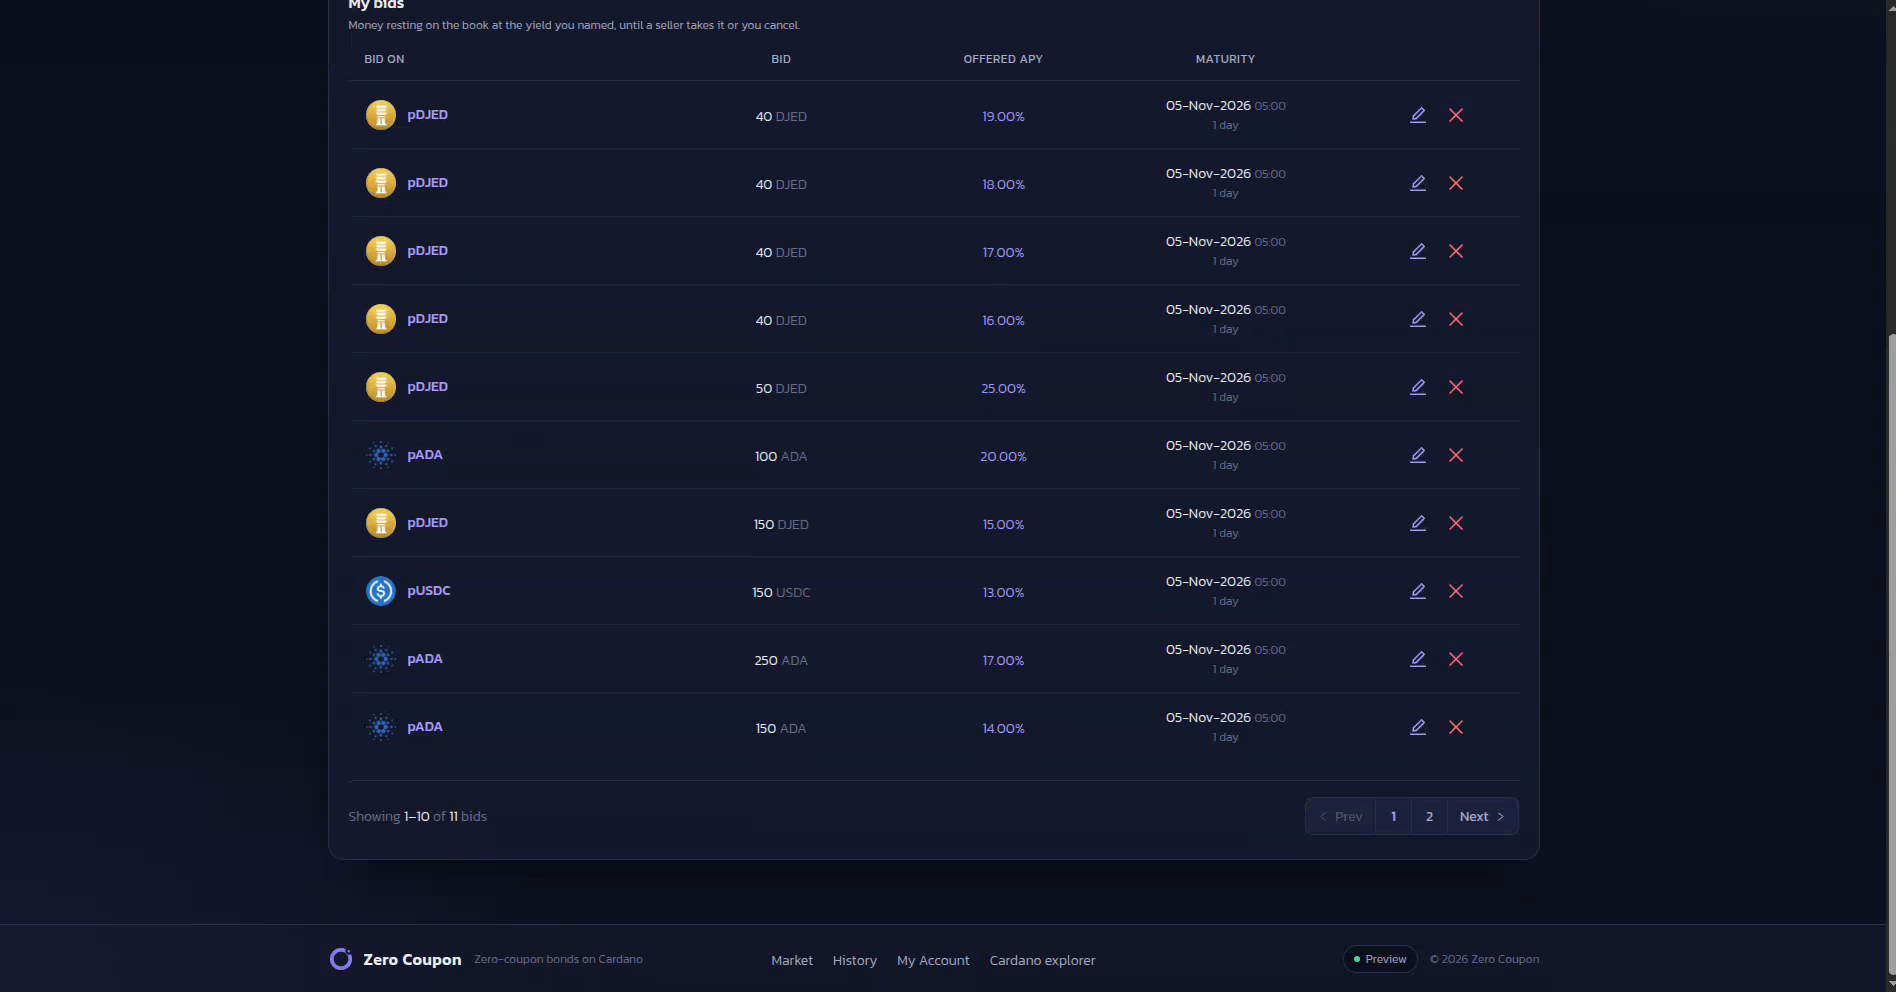 My bids
Money resting on the book at the yield you named, until a seller takes it or you cancel.
BID ON BID OFFERED APY MATURITY
pDJED 40 DJED 19.00% 05-Nov-2026 05:00
1 day
pDJED 40 DJED 18.00% 05-Nov-2026 05:00
1 day
pDJED 40 DJED 17.00% 05-Nov-2026 05:00
1 day
pDJED 40 DJED 16.00% 05-Nov-2026 05:00
1 day
pDJED 50 DJED 25.00% 05-Nov-2026 05:00
1 day
pADA 100 ADA 20.00% 05-Nov-2026 05:00
1 day
pDJED 150 DJED 15.00% 05-Nov-2026 05:00
1 day
pUSDC 150 USDC 13.00% 05-Nov-2026 05:00
1 day
pADA 250 ADA 17.00% 05-Nov-2026 05:00
1 day
pADA 150 ADA 14.00% 05-Nov-2026 05:00
1 day
Showing 1–10 of 11 bids < Prev 1 2 Next >
Zero Coupon Zero-coupon bonds on Cardano Market History My Account Cardano explorer Preview © 2026 Zero Coupon